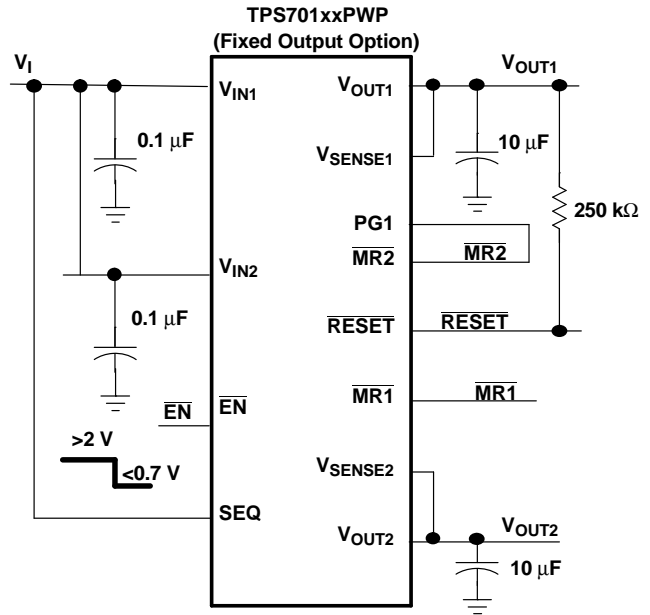 TPS701xxPWP
(Fixed Output Option)
VI
VIN1
VOUT1
VOUT1
0.1 μF
10 μF
VSENSE1
250 kΩ
PG1
MR2
MR2
VIN2
0.1 μF
RESET
RESET
MR1
MR1
EN
EN
>2 V
<0.7 V
VSENSE2
SEQ
VOUT2
VOUT2
10 μF